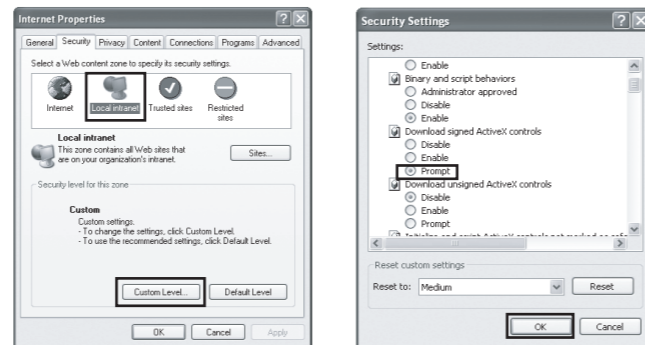 Internet Properties
General Security Privacy Content Connections Programs Advanced
Select a Web content zone to specify its security settings.
Internet Local intranet Trusted sites Restricted sites
Local intranet
This zone contains all Web sites that
are on your organization's intranet.
Sites...
Security level for this zone
Custom
Custom settings.
- To change the settings, click Custom Level.
- To use the recommended settings, click Default Level.
Custom Level... Default Level
OK Cancel Apply
Security Settings
Settings:
Enable
Binary and script behaviors
Administrator approved
Disable
Enable
Download signed ActiveX controls
Disable
Enable
Prompt
Download unsigned ActiveX controls
Disable
Enable
Prompt
Reset custom settings
Reset to: Medium Reset
OK Cancel